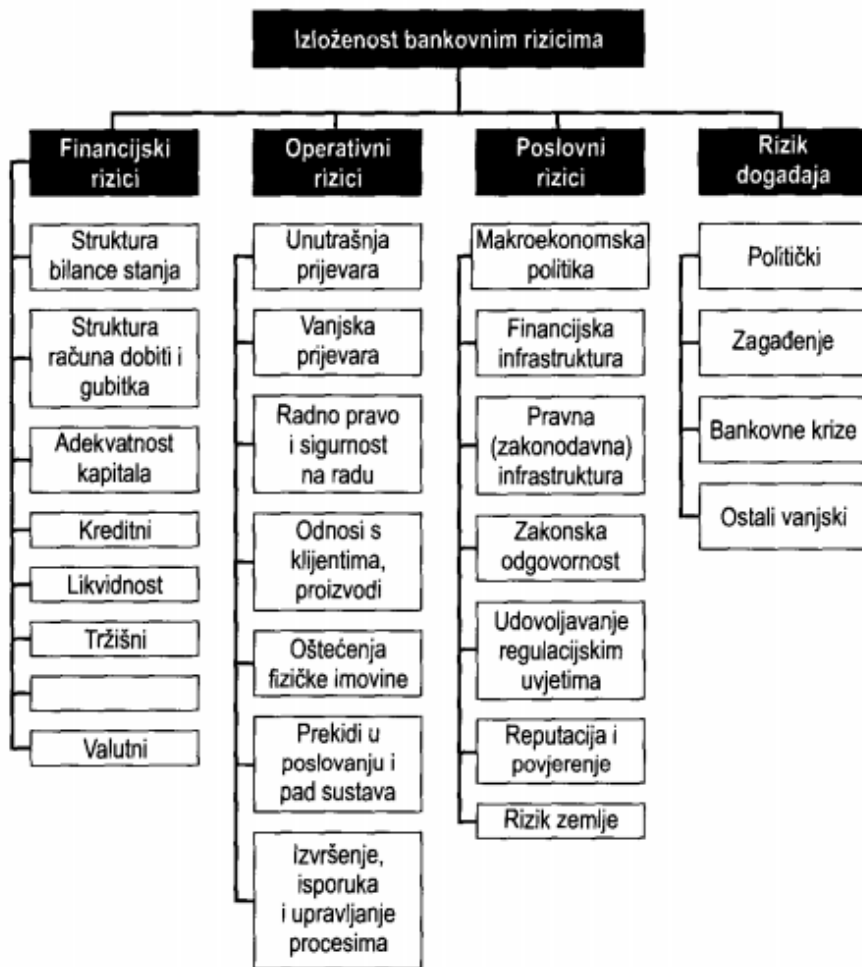 Izloženost bankovnim rizicima
Financijski
rizici
Struktura
bilance stanja
Struktura
računa dobiti i
gubitka
Adekvatnost
kapitala
Kreditni
Likvidnost
Tržišni
Valutni
Operativni
rizici
Unutrašnja
prijevara
Vanjska
prijevara
Radno pravo
i sigurnost
na radu
Odnosi s
klijentima,
proizvodi
Oštećenja
fizičke imovine
Prekidi u
poslovanju i
pad sustava
Izvršenje,
isporuka
i upravljanje
procesima
Poslovni
rizici
Makroekonomska
politika
Financijska
infrastruktura
Pravna
(zakonodavna)
infrastruktura
Zakonska
odgovornost
Udovoljavanje
regulacijskim
uvjetima
Reputacija i
povjerenje
Rizik zemlje
Rizik
događaja
Politički
Zagađenje
Bankovne krize
Ostali vanjski